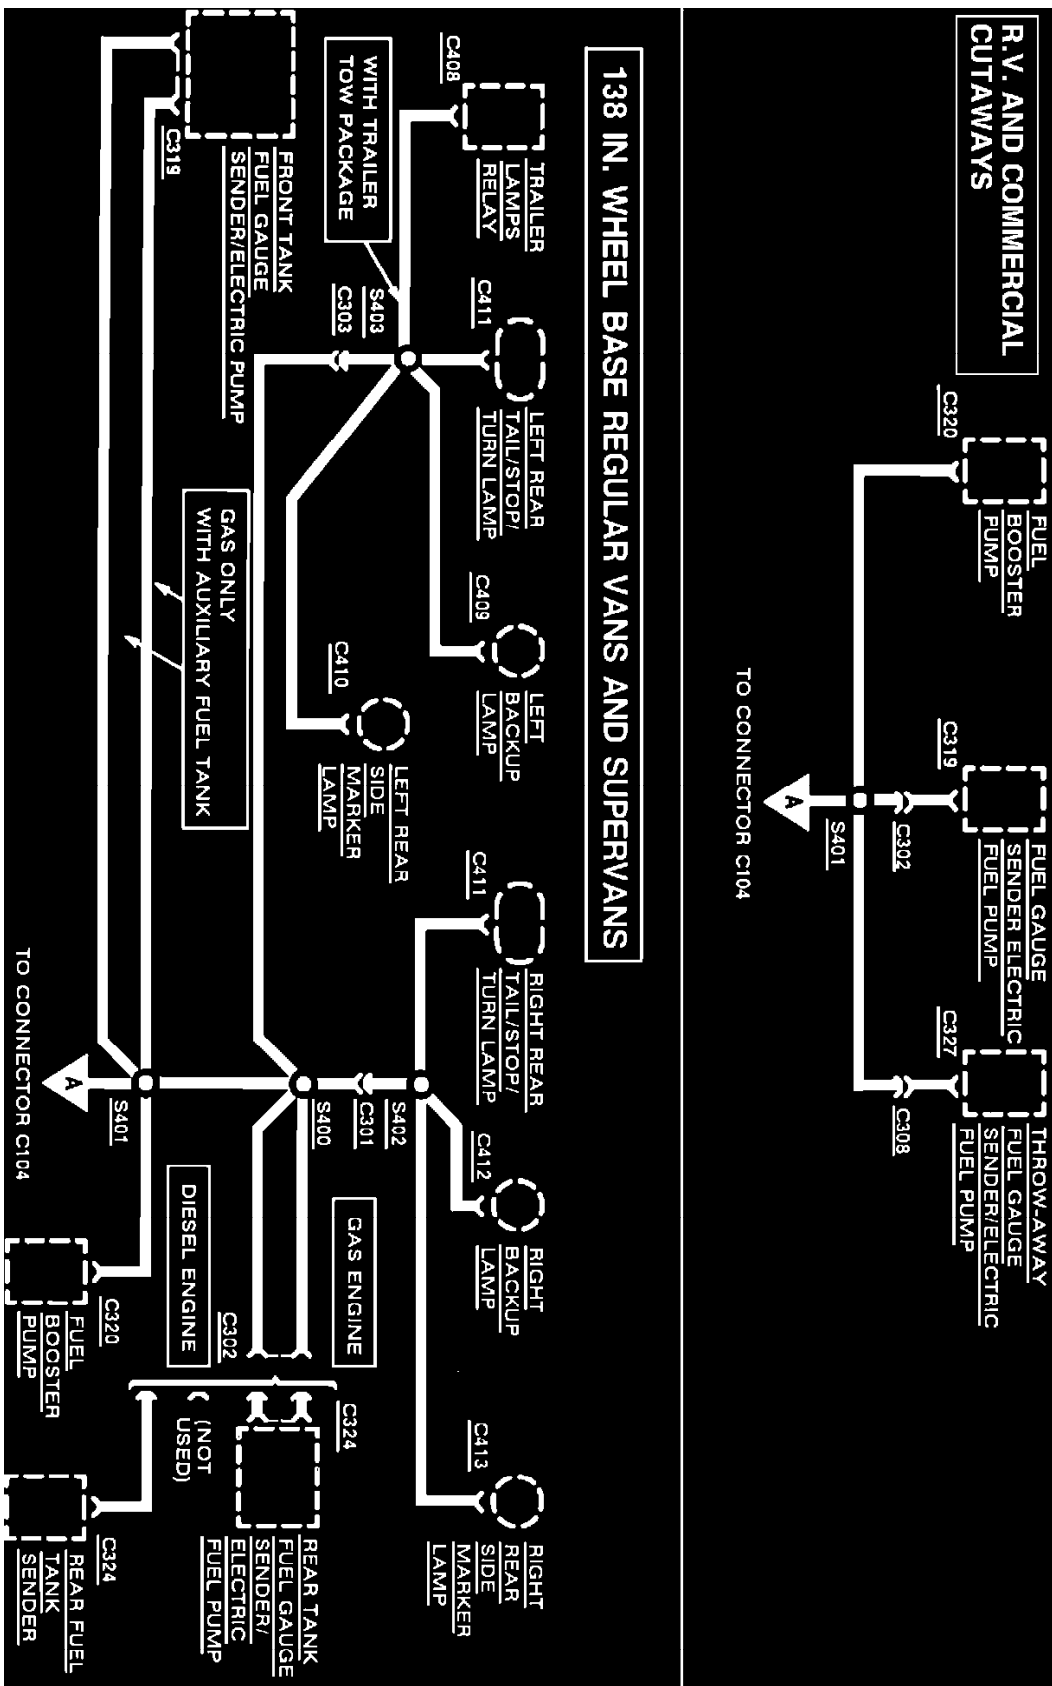 R.V. AND COMMERCIAL
CUTAWAYS
C320
FUEL
BOOSTER
PUMP
C319
FUEL GAUGE
SENDER ELECTRIC
FUEL PUMP
C327
THROW-AWAY
FUEL GAUGE
SENDER/ELECTRIC
FUEL PUMP
C302
C308
S401
A
TO CONNECTOR C104
138 IN. WHEEL BASE REGULAR VANS AND SUPERVANS
C408
TRAILER
LAMPS
RELAY
C411
LEFT REAR
TAIL/STOP/
TURN LAMP
C409
LEFT
BACKUP
LAMP
C411
RIGHT REAR
TAIL/STOP/
TURN LAMP
C412
RIGHT
BACKUP
LAMP
C413
RIGHT
REAR
SIDE
MARKER
LAMP
WITH TRAILER
TOW PACKAGE
S403
C303
C410
LEFT REAR
SIDE
MARKER
LAMP
S402
C301
S400
GAS ENGINE
C324
FRONT TANK
FUEL GAUGE
SENDER/ELECTRIC PUMP
C319
GAS ONLY
WITH AUXILIARY FUEL TANK
C302
DIESEL ENGINE
(NOT
USED)
REAR TANK
FUEL GAUGE
SENDER/
ELECTRIC
FUEL PUMP
S401
A
TO CONNECTOR C104
C320
FUEL
BOOSTER
PUMP
C324
REAR FUEL
TANK
SENDER